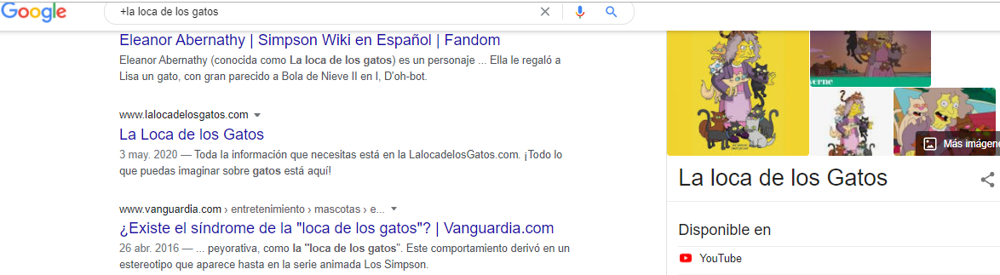 Google
+la loca de los gatos
Eleanor Abernathy | Simpson Wiki en Español | Fandom
Eleanor Abernathy (conocida como La loca de los gatos) es un personaje ... Ella le regaló a
Lisa un gato, con gran parecido a Bola de Nieve II en I, D'oh-bot.
www.lalocadelosgatos.com
La Loca de los Gatos
3 may. 2020 — Toda la información que necesitas está en la LalocadelosGatos.com. ¡Todo lo
que puedas imaginar sobre gatos está aquí!
www.vanguardia.com › entretenimiento › mascotas › e...
¿Existe el síndrome de la "loca de los gatos"? | Vanguardia.com
26 abr. 2016 — ... peyorativa, como la "loca de los gatos". Este comportamiento derivó en un
estereotipo que aparece hasta en la serie animada Los Simpson.
verne
Más imágene
La loca de los Gatos
Disponible en
YouTube